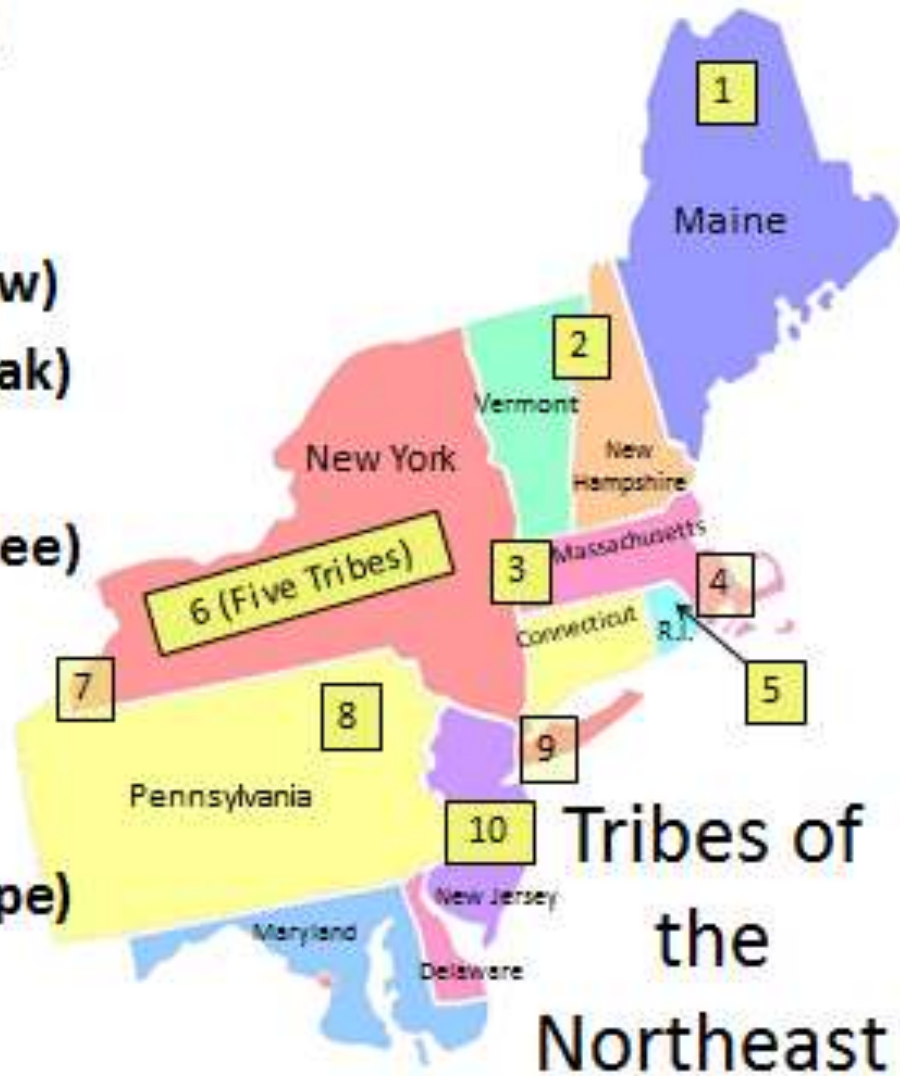 1
Maine
w)
2
ak)
Vermont
New York
New
Hampshire
ee)
Massachusetts
3
4
6 (Five Tribes)
Connecticut
R.I.
7
5
8
9
Pennsylvania
10
Tribes of
the
Northeast
pe)
New Jersey
Maryland
Delaware